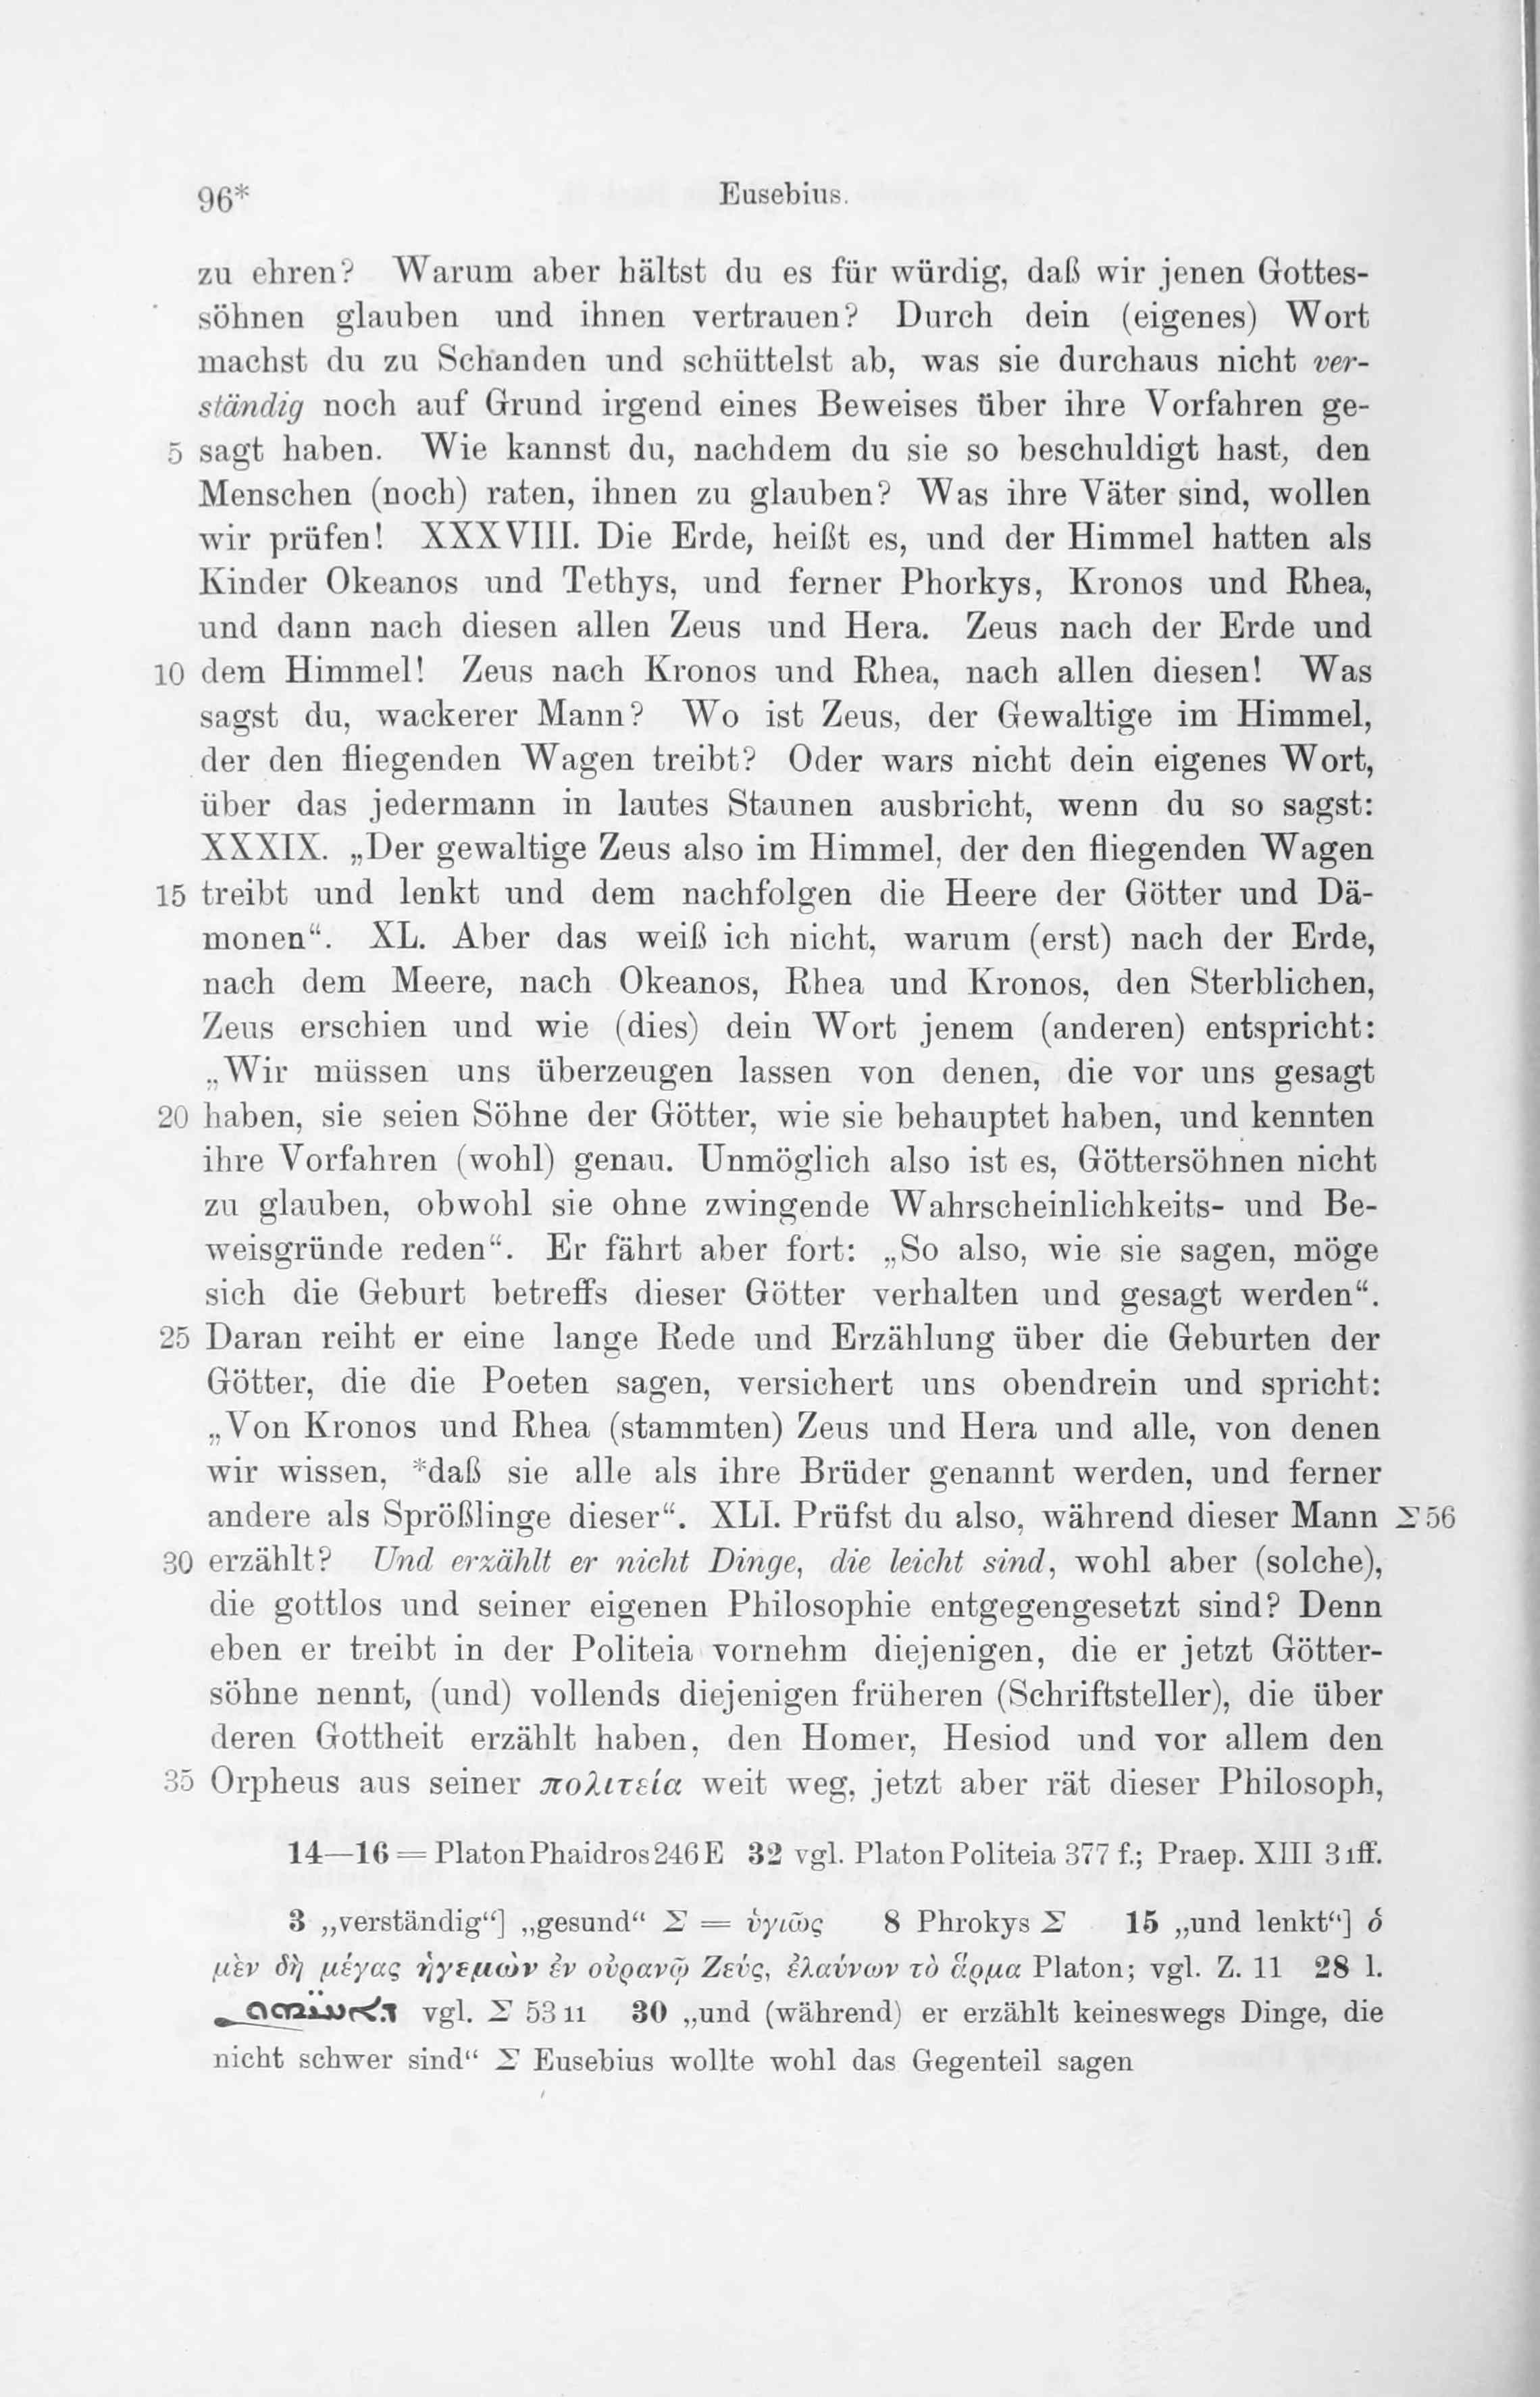 96* Eusebius.
zu ehren? Warum aber hältst du es für würdig, daß wir jenen Gottes-
söhnen glauben und ihnen vertrauen? Durch dein (eigenes) Wort
machst du zu Schanden und schüttelst ab, was sie durchaus nicht ver-
ständig noch auf Grund irgend eines Beweises über ihre Vorfahren ge-
5 sagt haben. Wie kannst du, nachdem du sie so beschuldigt hast, den
Menschen (noch) raten, ihnen zu glauben? Was ihre Väter sind, wollen
wir prüfen! XXXVIII. Die Erde, heißt es, und der Himmel hatten als
Kinder Okeanos und Tethys, und ferner Phorkys, Kronos und Rhea,
und dann nach diesen allen Zeus und Hera. Zeus nach der Erde und
10 dem Himmel! Zeus nach Kronos und Rhea, nach allen diesen! Was
sagst du, wackerer Mann? Wo ist Zeus, der Gewaltige im Himmel,
der den fliegenden Wagen treibt? Oder wars nicht dein eigenes Wort,
über das jedermann in lautes Staunen ausbricht, wenn du so sagst:
XXXIX. „Der gewaltige Zeus also im Himmel, der den fliegenden Wagen
15 treibt und lenkt und dem nachfolgen die Heere der Götter und Dä-
monen“. XL. Aber das weiß ich nicht, warum (erst) nach der Erde,
nach dem Meere, nach Okeanos, Rhea und Kronos, den Sterblichen,
Zeus erschien und wie (dies) dein Wort jenem (anderen) entspricht:
„Wir müssen uns überzeugen lassen von denen, die vor uns gesagt
20 haben, sie seien Söhne der Götter, wie sie behauptet haben, und kennten
ihre Vorfahren (wohl) genau. Unmöglich also ist es, Göttersöhnen nicht
zu glauben, obwohl sie ohne zwingende Wahrscheinlichkeits- und Be-
weisgründe reden“. Er fährt aber fort: „So also, wie sie sagen, möge
sich die Geburt betreffs dieser Götter verhalten und gesagt werden“.
25 Daran reiht er eine lange Rede und Erzählung über die Geburten der
Götter, die die Poeten sagen, versichert uns obendrein und spricht:
„Von Kronos und Rhea (stammten) Zeus und Hera und alle, von denen
wir wissen, *daß sie alle als ihre Brüder genannt werden, und ferner
andere als Sprößlinge dieser“. XLI. Prüfst du also, während dieser Mann Σ 56
30 erzählt? Und erzählt er nicht Dinge, die leicht sind, wohl aber (solche),
die gottlos und seiner eigenen Philosophie entgegengesetzt sind? Denn
eben er treibt in der Politeia vornehm diejenigen, die er jetzt Götter-
söhne nennt, (und) vollends diejenigen früheren (Schriftsteller), die über
deren Gottheit erzählt haben, den Homer, Hesiod und vor allem den
35 Orpheus aus seiner πολιτεία weit weg, jetzt aber rät dieser Philosoph,
14—16 = Platon Phaidros 246 E 32 vgl. Platon Politeia 377 f.; Praep. XIII 3 1ff.
3 „verständig“] „gesund“ Σ = ὑγιῶς 8 Phrokys Σ 15 „und lenkt“] ὁ
μὲν δὴ μέγας ἡγεμὼν ἐν οὐρανῷ Ζεύς, ἐλαύνων τὸ ἅρμα Platon; vgl. Z. 11 28 l.
vgl. Σ 53 11 30 „und (während) er erzählt keineswegs Dinge, die
nicht schwer sind“ Σ Eusebius wollte wohl das Gegenteil sagen